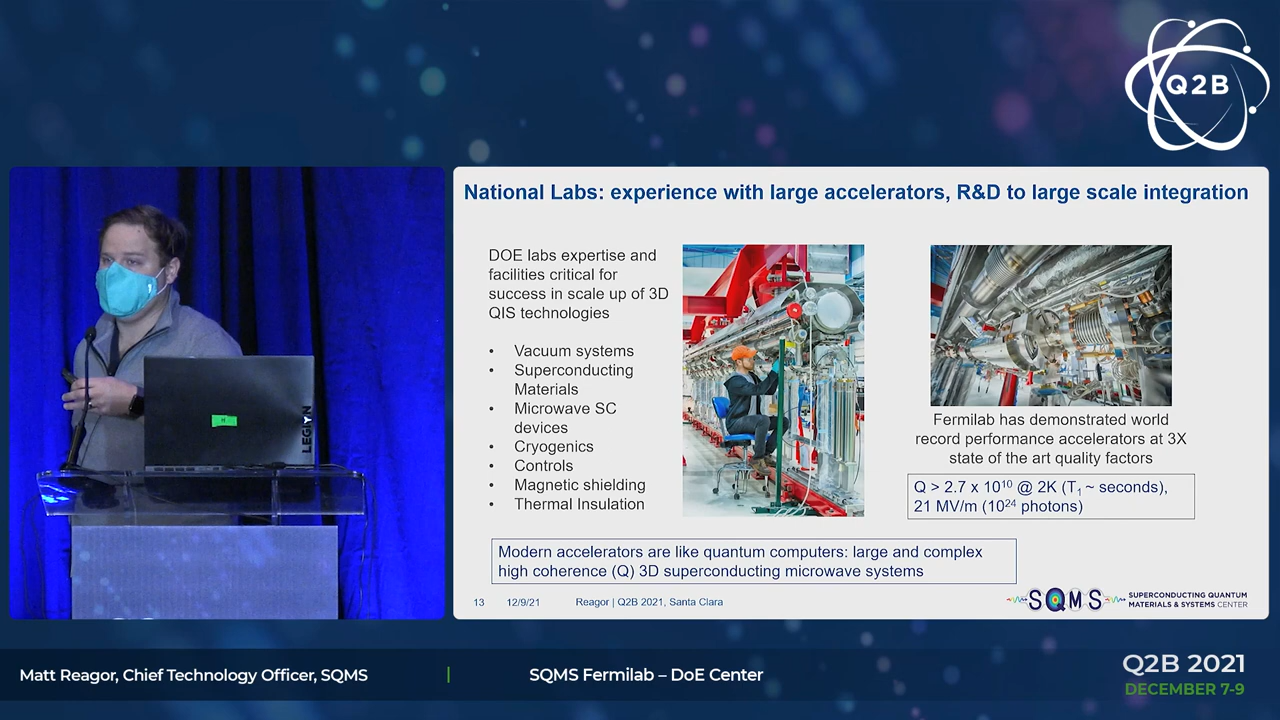 Q2B
National Labs: experience with large accelerators, R&D to large scale integration
DOE labs expertise and
facilities critical for
success in scale up of 3D
QIS technologies
• Vacuum systems
• Superconducting
Materials
• Microwave SC
devices
• Cryogenics
• Controls
• Magnetic shielding
• Thermal Insulation
Fermilab has demonstrated world
record performance accelerators at 3X
state of the art quality factors
Q > 2.7 x 10¹⁰ @ 2K (T₁ ~ seconds),
21 MV/m (10²⁴ photons)
Modern accelerators are like quantum computers: large and complex
high coherence (Q) 3D superconducting microwave systems
13 12/9/21 Reagor | Q2B 2021, Santa Clara
SQMS
SUPERCONDUCTING QUANTUM
MATERIALS & SYSTEMS CENTER
LEGION
Matt Reagor, Chief Technology Officer, SQMS | SQMS Fermilab – DoE Center
Q2B 2021
DECEMBER 7-9